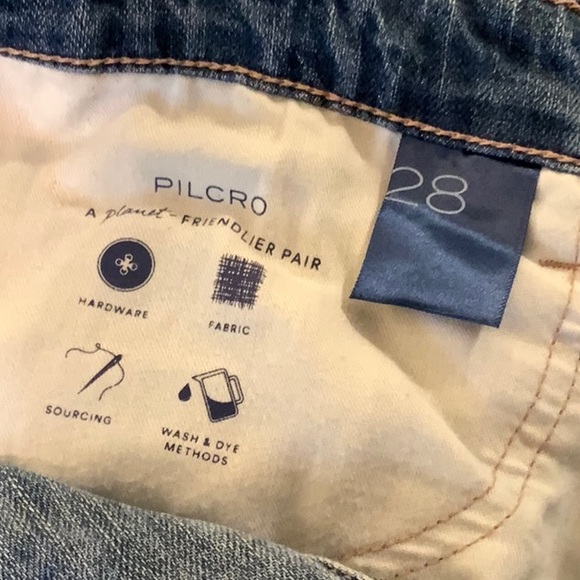 PILCRO
28
A planet-FRIENDLIER PAIR
HARDWARE
FABRIC
SOURCING
WASH & DYE
METHODS